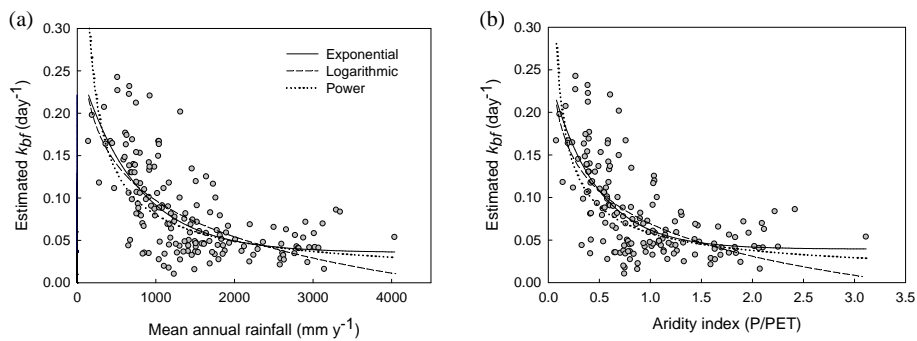 (a)
0.30
0.25
0.20
0.15
0.10
0.05
0.00
Estimated kbf (day-1)
Exponential
Logarithmic
Power
0 1000 2000 3000 4000
Mean annual rainfall (mm y-1)
(b)
0.30
0.25
0.20
0.15
0.10
0.05
0.00
Estimated kbf (day-1)
0.0 0.5 1.0 1.5 2.0 2.5 3.0 3.5
Aridity index (P/PET)